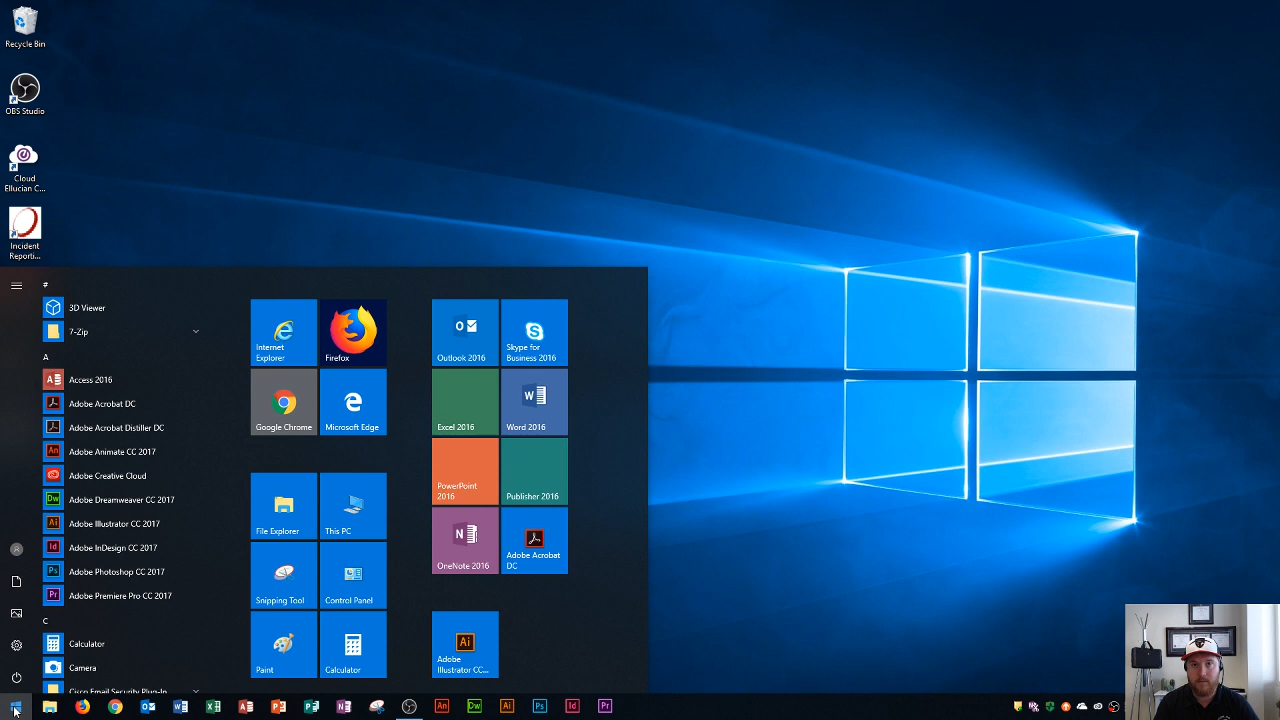 Recycle Bin
OBS Studio
Cloud
Ellucian C...
Incident
Reporti...
#
3D Viewer
7-Zip
A
Access 2016
Adobe Acrobat DC
Adobe Acrobat Distiller DC
Adobe Animate CC 2017
Adobe Creative Cloud
Adobe Dreamweaver CC 2017
Adobe Illustrator CC 2017
Adobe InDesign CC 2017
Adobe Photoshop CC 2017
Adobe Premiere Pro CC 2017
C
Calculator
Camera
Cisco Email Security Plug-In
Internet
Explorer
Firefox
Google Chrome
Microsoft Edge
File Explorer
This PC
Snipping Tool
Control Panel
Paint
Calculator
Outlook 2016
Skype for
Business 2016
Excel 2016
Word 2016
PowerPoint
2016
Publisher 2016
OneNote 2016
Adobe Acrobat
DC
Adobe
Illustrator CC...